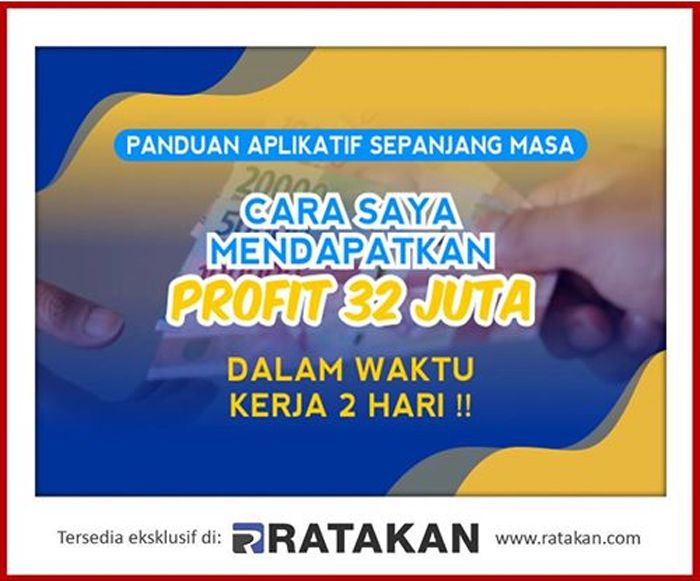 PANDUAN APLIKATIF SEPANJANG MASA
20000
CARA SAYA
MENDAPATKAN
PROFIT 32 JUTA
DALAM WAKTU
KERJA 2 HARI !!
Tersedia eksklusif di: RATAKAN www.ratakan.com